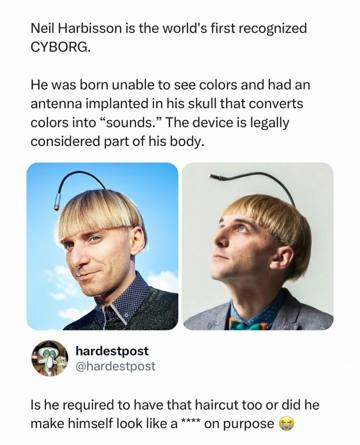 Neil Harbisson is the world's first recognized
CYBORG.
He was born unable to see colors and had an
antenna implanted in his skull that converts
colors into “sounds.” The device is legally
considered part of his body.
hardestpost
@hardestpost
Is he required to have that haircut too or did he
make himself look like a **** on purpose 😭